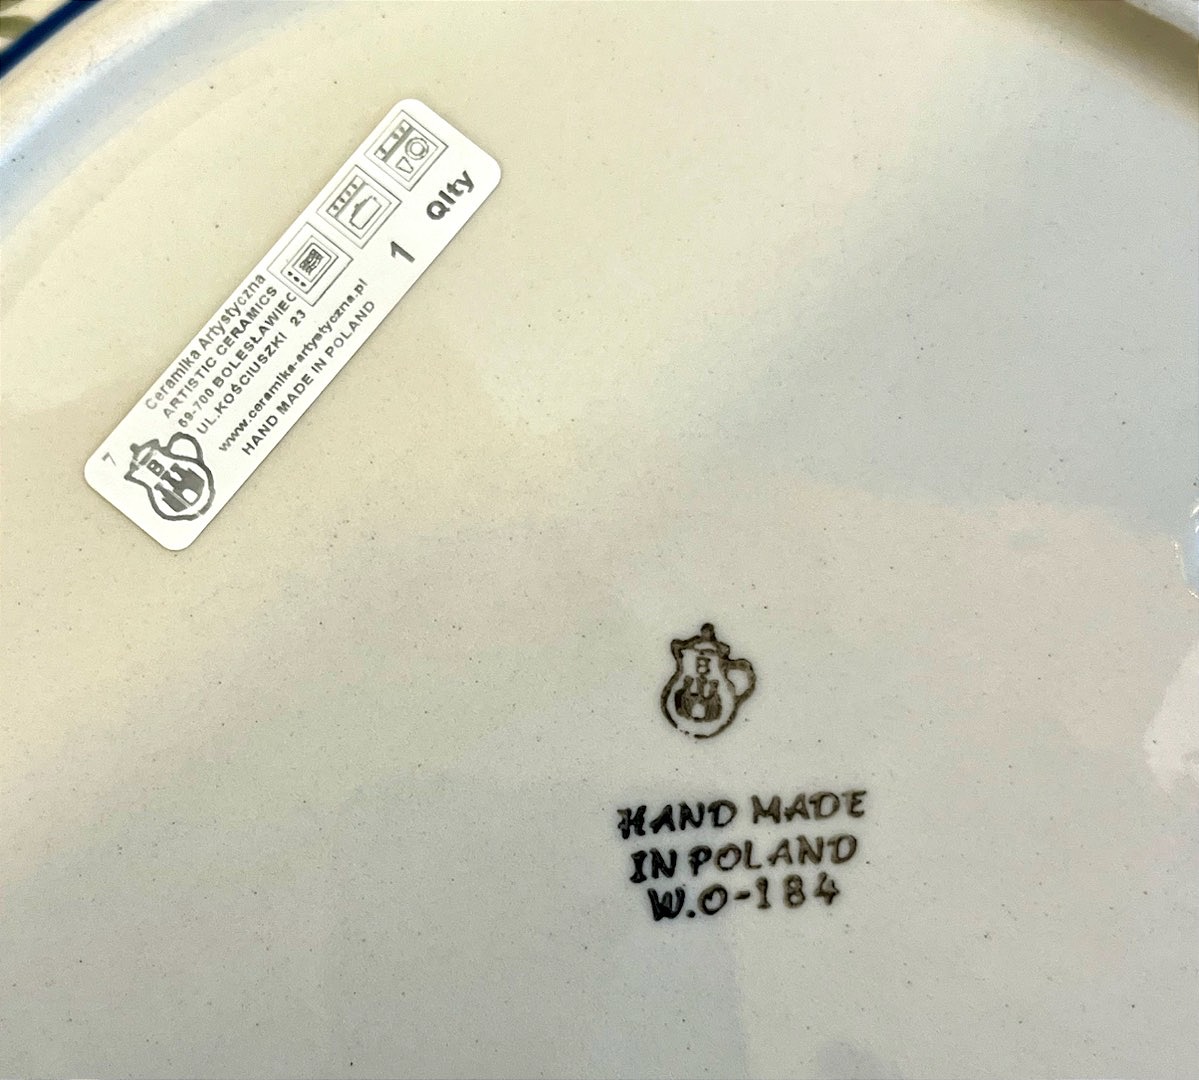 7
B
Ceramika Artystyczna
ARTISTIC CERAMICS
59-700 BOLESŁAWIEC
UL.KOŚCIUSZKI 23
www.ceramika-artystyczna.pl
HAND MADE IN POLAND
1
Qlty
B
HAND MADE
IN POLAND
W.O-184